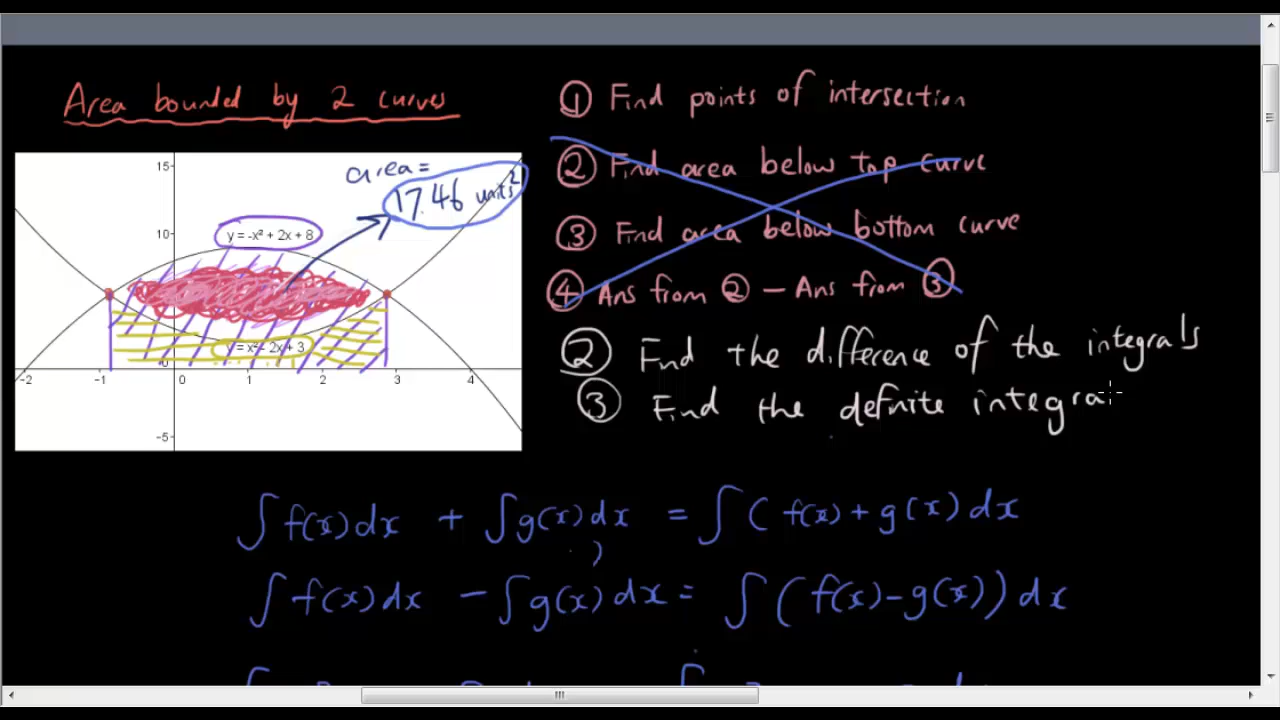 Area bounded by 2 curves
① Find points of intersection
② Find area below top curve
③ Find area below bottom curve
④ Ans from ② – Ans from ③
② Find the difference of the integrals
③ Find the definite integra
area =
17.46 units²
y = -x² + 2x + 8
y = x² - 2x + 3
15
10
0
-5
-2 -1 0 1 2 3 4
∫ f(x) dx + ∫ g(x) dx = ∫ ( f(x) + g(x) dx
∫ f(x) dx – ∫ g(x) dx = ∫ ( f(x) – g(x)) dx